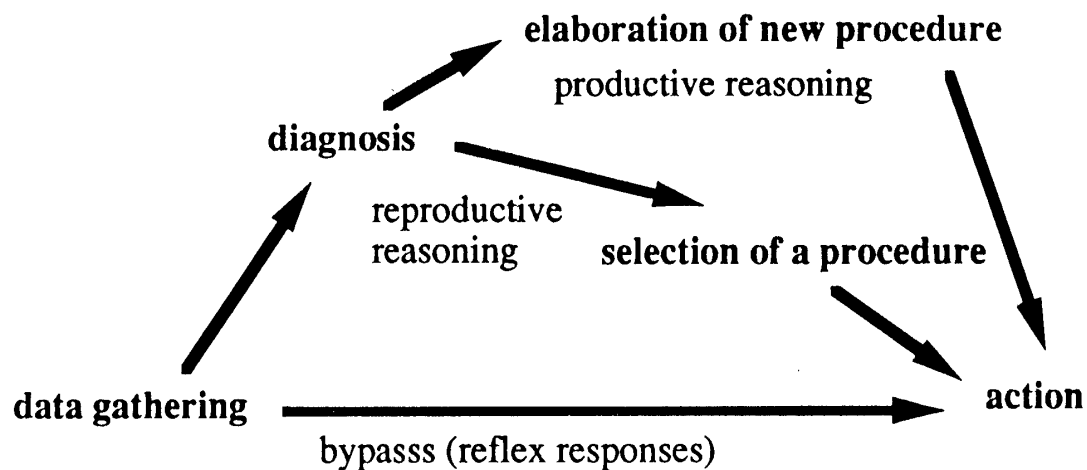 elaboration of new procedure
productive reasoning
diagnosis
reproductive
reasoning
selection of a procedure
data gathering
action
bypasss (reflex responses)